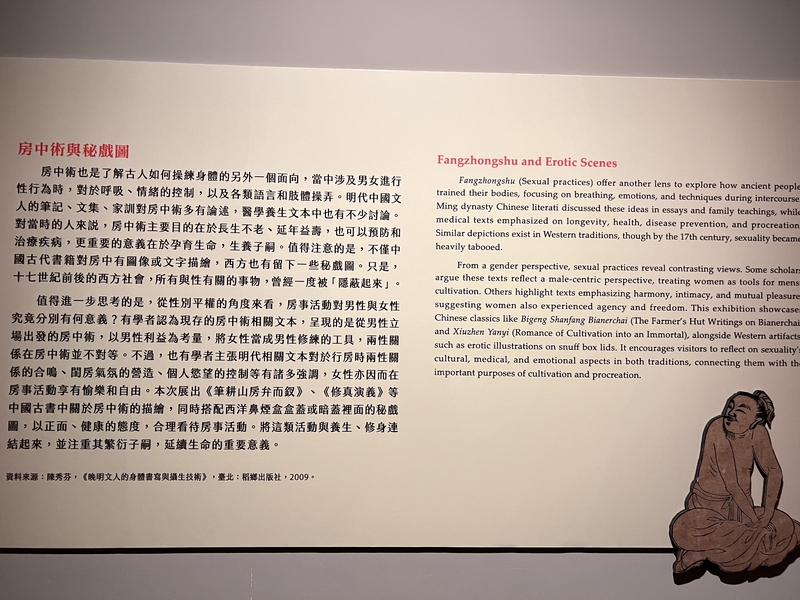 房中術與秘戲圖
房中術也是了解古人如何操練身體的另外一個面向，當中涉及男女進行
性行為時，對於呼吸、情緒的控制，以及各類語言和肢體操弄。明代中國文
人的筆記、文集、家訓對房中術多有論述，醫學養生文本中也有不少討論。
對當時的人來說，房中術主要目的在於長生不老、延年益壽，也可以預防和
治療疾病，更重要的意義在於孕育生命，生養子嗣。值得注意的是，不僅中
國古代書籍對房中有圖像或文字描繪，西方也有留下一些秘戲圖。只是，
十七世紀前後的西方社會，所有與性有關的事物，曾經一度被「隱蔽起來」。
值得進一步思考的是，從性別平權的角度來看，房事活動對男性與女性
究竟分別有何意義？有學者認為現存的房中術相關文本，呈現的是從男性立
場出發的房中術，以男性利益為考量，將女性當成男性修練的工具，兩性關
係在房中術並不對等。不過，也有學者主張明代相關文本對於行房時兩性關
係的合鳴、閨房氣氛的營造、個人慾望的控制等有諸多強調，女性亦因而在
房事活動享有愉樂和自由。本次展出《筆耕山房弁而釵》、《修真演義》等
中國古書中關於房中術的描繪，同時搭配西洋鼻煙盒盒蓋或暗蓋裡面的秘戲
圖，以正面、健康的態度，合理看待房事活動。將這類活動與養生、修身連
結起來，並注重其繁衍子嗣，延續生命的重要意義。
資料來源：陳秀芬，《晚明文人的身體書寫與攝生技術》，臺北：稻鄉出版社，2009。
Fangzhongshu and Erotic Scenes
Fangzhongshu (Sexual practices) offer another lens to explore how ancient people
trained their bodies, focusing on breathing, emotions, and techniques during intercourse.
Ming dynasty Chinese literati discussed these ideas in essays and family teachings, while
medical texts emphasized on longevity, health, disease prevention, and procreation.
Similar depictions exist in Western traditions, though by the 17th century, sexuality became
heavily tabooed.
From a gender perspective, sexual practices reveal contrasting views. Some scholars
argue these texts reflect a male-centric perspective, treating women as tools for mens
cultivation. Others highlight texts emphasizing harmony, intimacy, and mutual pleasure,
suggesting women also experienced agency and freedom. This exhibition showcases
Chinese classics like Bigeng Shanfang Bianerchai (The Farmer's Hut Writings on Bianerchai)
and Xiuzhen Yanyi (Romance of Cultivation into an Immortal), alongside Western artifacts
such as erotic illustrations on snuff box lids. It encourages visitors to reflect on sexuality's
cultural, medical, and emotional aspects in both traditions, connecting them with the
important purposes of cultivation and procreation.